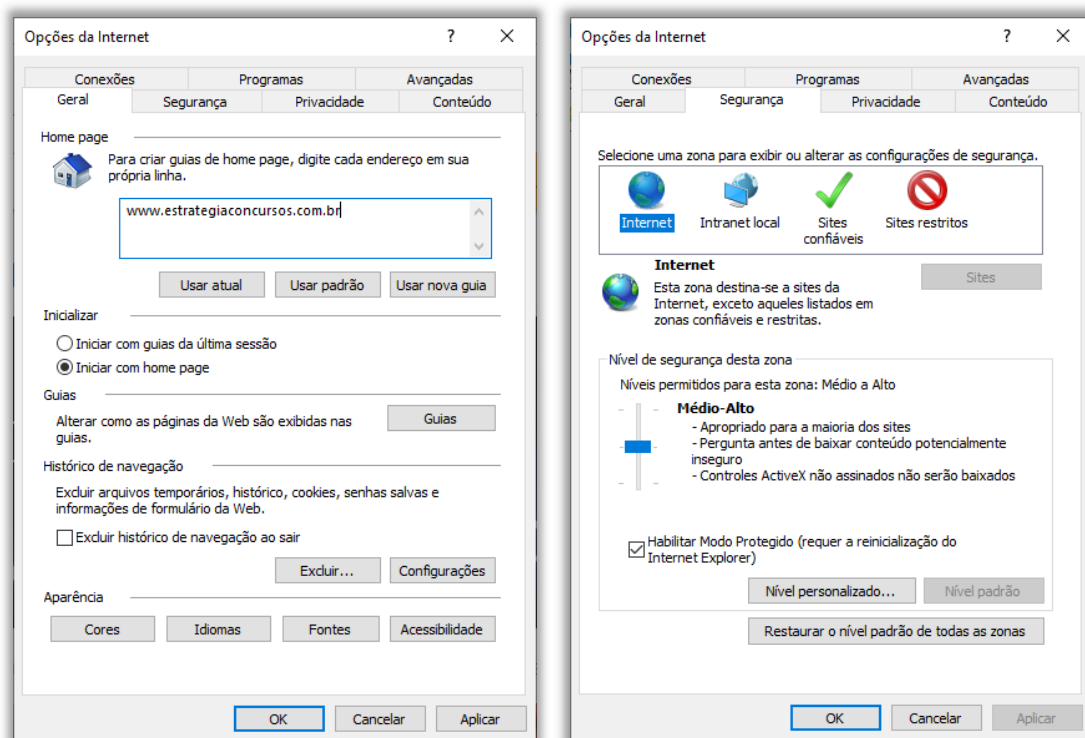 Opções da Internet
?
Conexões
Programas
Avançadas
Geral
Segurança
Privacidade
Conteúdo
Home page
Para criar guias de home page, digite cada endereço em sua
própria linha.
www.estrategiaconcursos.com.br
Usar atual
Usar padrão
Usar nova guia
Inicializar
Iniciar com guias da última sessão
Iniciar com home page
Guias
Alterar como as páginas da Web são exibidas nas
guias.
Guias
Histórico de navegação
Excluir arquivos temporários, histórico, cookies, senhas salvas e
informações de formulário da Web.
Excluir histórico de navegação ao sair
Excluir...
Configurações
Aparência
Cores
Idiomas
Fontes
Acessibilidade
OK
Cancelar
Aplicar
Opções da Internet
?
Conexões
Programas
Avançadas
Geral
Segurança
Privacidade
Conteúdo
Selecione uma zona para exibir ou alterar as configurações de segurança.
Internet
Intranet local
Sites
confiáveis
Sites restritos
Internet
Esta zona destina-se a sites da
Internet, exceto aqueles listados em
zonas confiáveis e restritas.
Sites
Nível de segurança desta zona
Níveis permitidos para esta zona: Médio a Alto
Médio-Alto
- Apropriado para a maioria dos sites
- Pergunta antes de baixar conteúdo potencialmente
inseguro
- Controles ActiveX não assinados não serão baixados
Habilitar Modo Protegido (requer a reinicialização do
Internet Explorer)
Nível personalizado...
Nível padrão
Restaurar o nível padrão de todas as zonas
OK
Cancelar
Aplicar